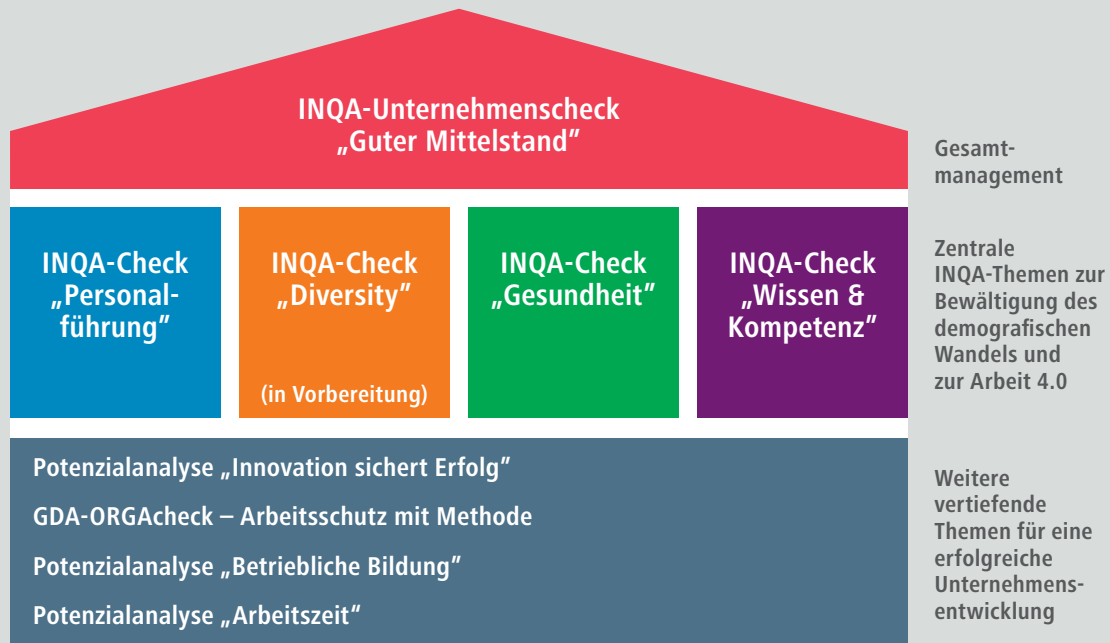 INQA-Unternehmenscheck
„Guter Mittelstand”
Gesamt-
management
INQA-Check
„Personal-
führung”
INQA-Check
„Diversity”
(in Vorbereitung)
INQA-Check
„Gesundheit”
INQA-Check
„Wissen &
Kompetenz”
Zentrale
INQA-Themen zur
Bewältigung des
demografischen
Wandels und
zur Arbeit 4.0
Potenzialanalyse „Innovation sichert Erfolg”
GDA-ORGAcheck – Arbeitsschutz mit Methode
Potenzialanalyse „Betriebliche Bildung”
Potenzialanalyse „Arbeitszeit“
Weitere
vertiefende
Themen für eine
erfolgreiche
Unternehmens-
entwicklung